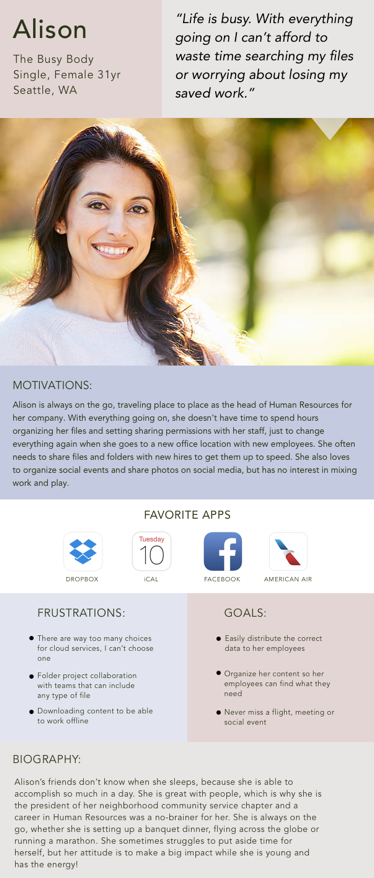 Alison
The Busy Body
Single, Female 31yr
Seattle, WA
“Life is busy. With everything
going on I can’t afford to
waste time searching my files
or worrying about losing my
saved work.”
MOTIVATIONS:
Alison is always on the go, traveling place to place as the head of Human Resources for
her company. With everything going on, she doesn't have time to spend hours
organizing her files and setting sharing permissions with her staff, just to change
everything again when she goes to a new office location with new employees. She often
needs to share files and folders with new hires to get them up to speed. She also loves
to organize social events and share photos on social media, but has no interest in mixing
work and play.
FAVORITE APPS
Tuesday
10
DROPBOX
iCAL
FACEBOOK
AMERICAN AIR
FRUSTRATIONS:
There are way too many choices
for cloud services, I can't choose
one
Folder project collaboration
with teams that can include
any type of file
Downloading content to be able
to work offline
GOALS:
Easily distribute the correct
data to her employees
Organize her content so her
employees can find what they
need
Never miss a flight, meeting or
social event
BIOGRAPHY:
Alison’s friends don’t know when she sleeps, because she is able to
accomplish so much in a day. She is great with people, which is why she is
the president of her neighborhood community service chapter and a
career in Human Resources was a no-brainer for her. She is always on the
go, whether she is setting up a banquet dinner, flying across the globe or
running a marathon. She sometimes struggles to put aside time for
herself, but her attitude is to make a big impact while she is young and
has the energy!